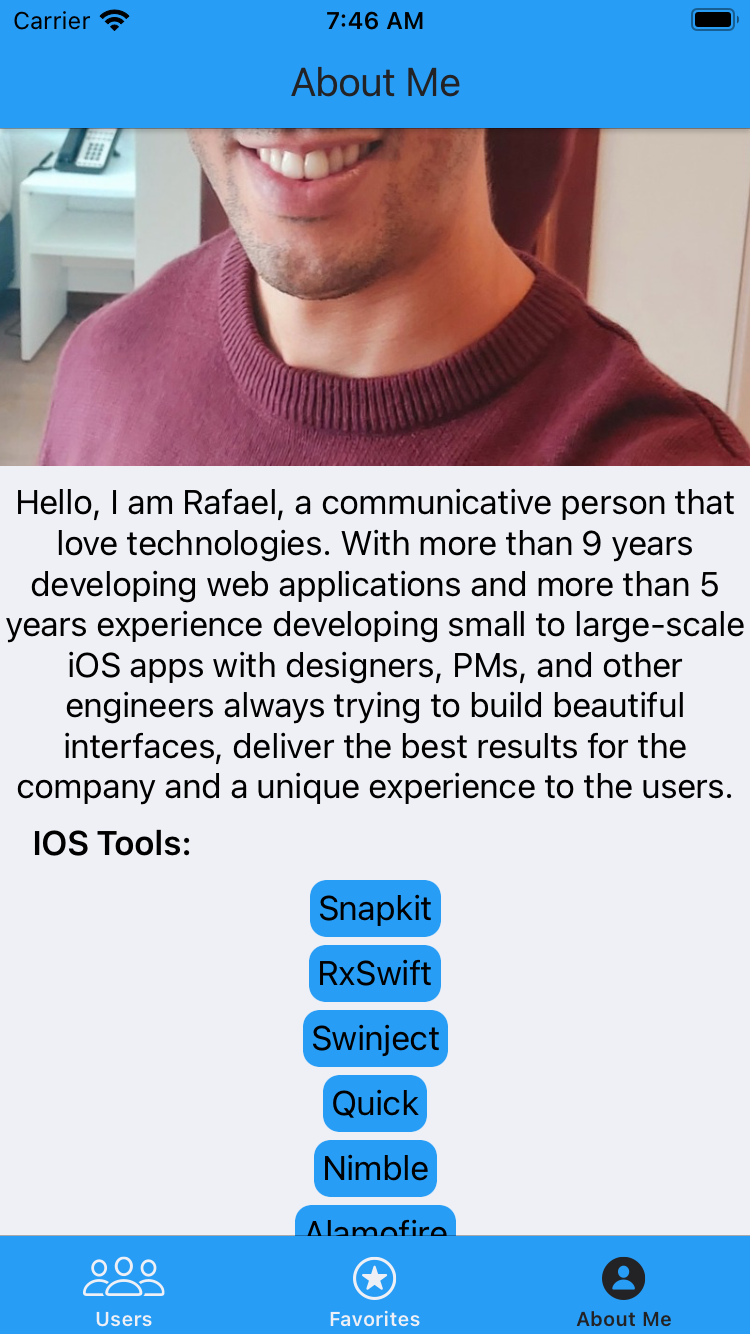 Carrier 7:46 AM
About Me
Hello, I am Rafael, a communicative person that
love technologies. With more than 9 years
developing web applications and more than 5
years experience developing small to large-scale
iOS apps with designers, PMs, and other
engineers always trying to build beautiful
interfaces, deliver the best results for the
company and a unique experience to the users.
IOS Tools:
Snapkit
RxSwift
Swinject
Quick
Nimble
Alamofire
Users Favorites About Me